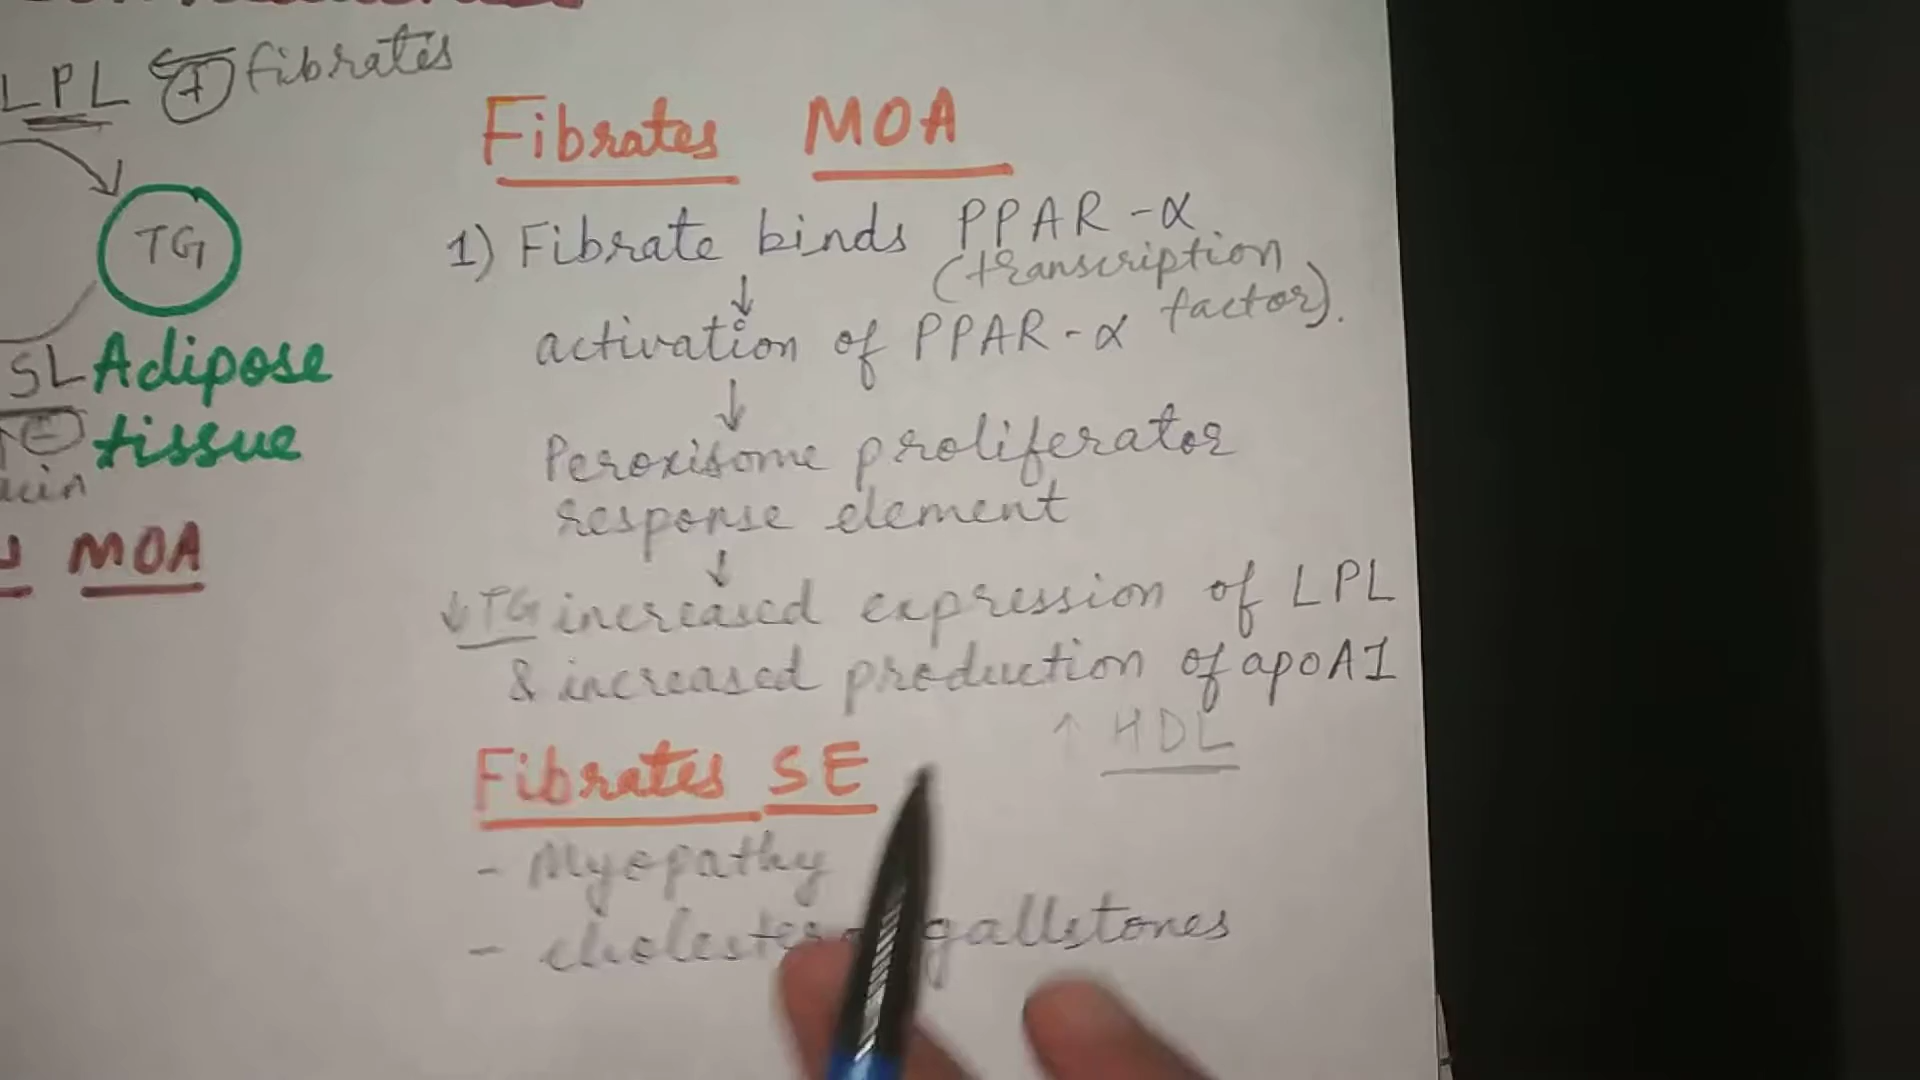 LPL + fibrates
TG
SL Adipose
tissue
MOA
Fibrates MOA
1) Fibrate binds PPAR-α
(transcription
factor).
↓
activation of PPAR-α
↓
Peroxisome proliferator
response element
↓
↓TG increased expression of LPL
& increased production of apoA1
↑ HDL
Fibrates SE
- Myopathy
- gallstones